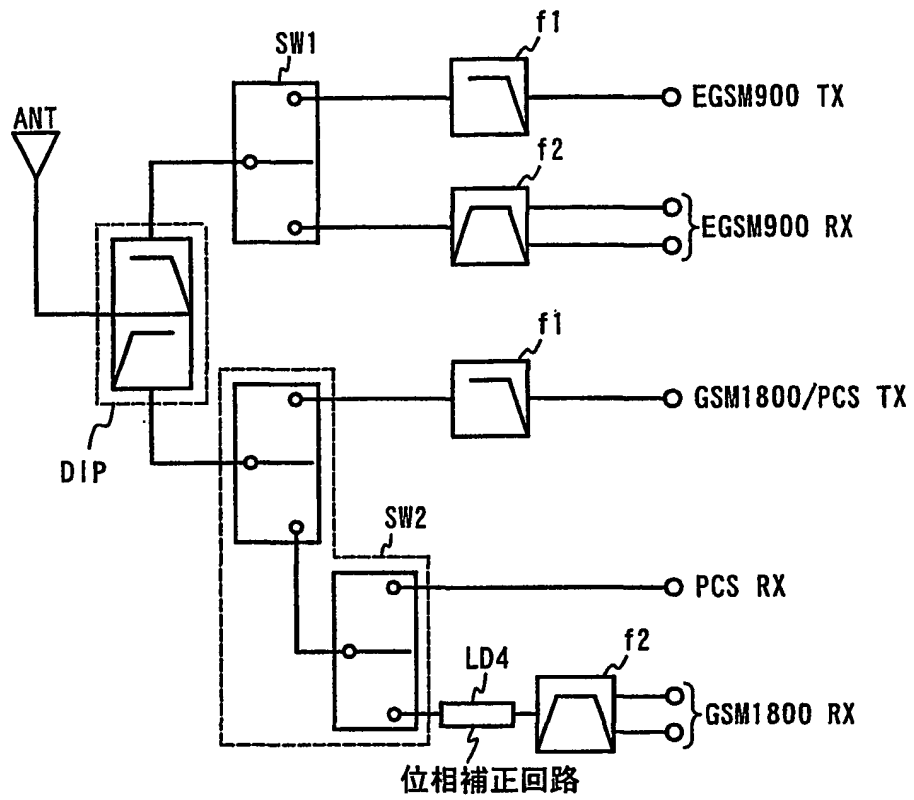 ANT
SW1
f1
EGSM900 TX
f2
EGSM900 RX
DIP
f1
GSM1800/PCS TX
SW2
PCS RX
LD4
f2
GSM1800 RX
位相補正回路